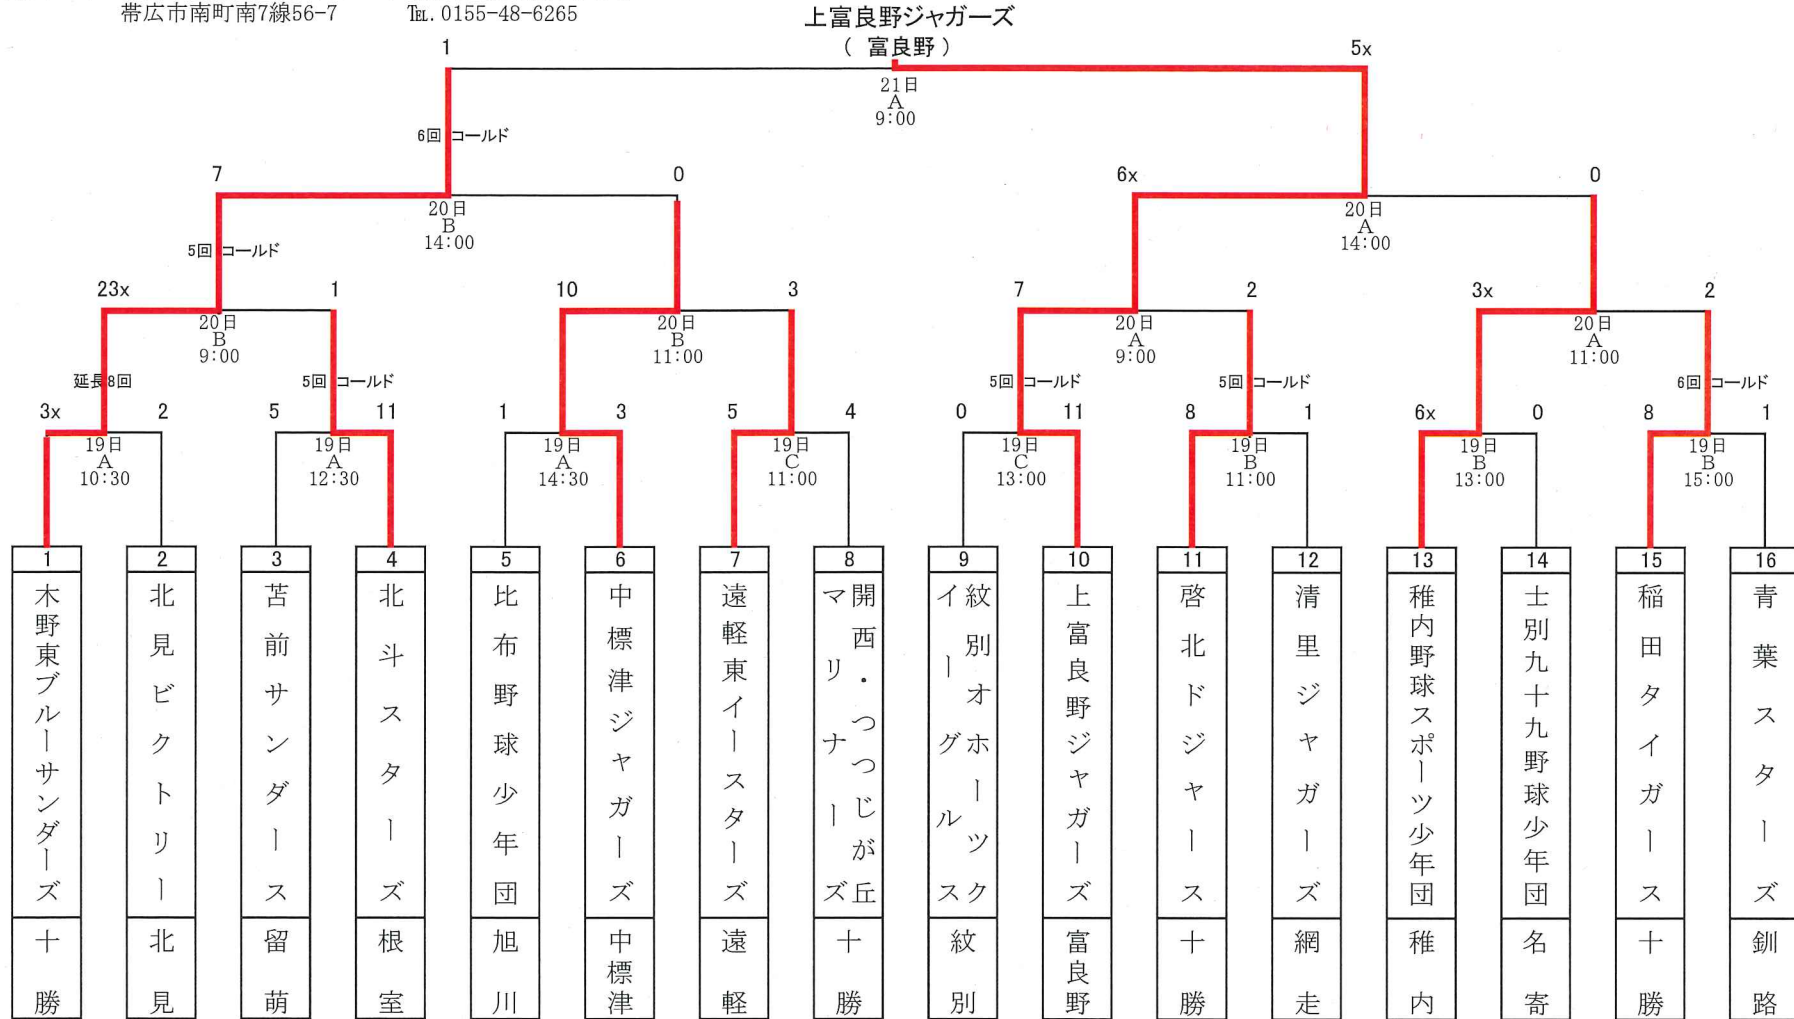 帯広市南町南7線56-7 ℡. 0155-48-6265
上富良野ジャガーズ
( 富良野 )
1 5x
21日
A
9:00
6回 コールド
7 0 6x 0
20日 20日
B A
14:00 14:00
5回 コールド
23x 1 10 3 7 2 3x 2
20日 20日 20日 20日
B B A A
9:00 11:00 9:00 11:00
延長8回 5回 コールド 5回 コールド 5回 コールド 6回 コールド
3x 2 5 11 1 3 5 4 0 11 8 1 6x 0 8 1
19日 19日 19日 19日 19日 19日 19日 19日
A A A C C B B B
10:30 12:30 14:30 11:00 13:00 11:00 13:00 15:00
1 2 3 4 5 6 7 8 9 10 11 12 13 14 15 16
木野東ブルーサンダーズ
北見ビクトリー
苫前サンダース
北斗スターズ
比布野球少年団
中標津ジャガーズ
遠軽東イースターズ
開西・つつじが丘
マリナーズ
紋別オホーツク
イーグルス
上富良野ジャガーズ
啓北ドジャース
清里ジャガーズ
稚内野球スポーツ少年団
士別九十九野球少年団
稲田タイガース
青葉スターズ
十勝
北見
留萌
根室
旭川
中標津
遠軽
十勝
紋別
富良野
十勝
網走
稚内
名寄
十勝
釧路